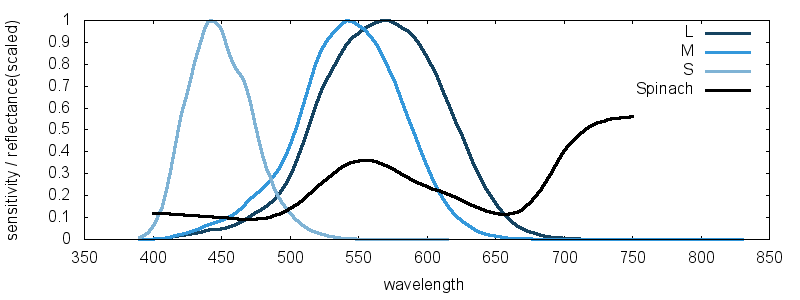 sensitivity / reflectance(scaled)
1
0.9
0.8
0.7
0.6
0.5
0.4
0.3
0.2
0.1
0
L
M
S
Spinach
350 400 450 500 550 600 650 700 750 800 850
wavelength